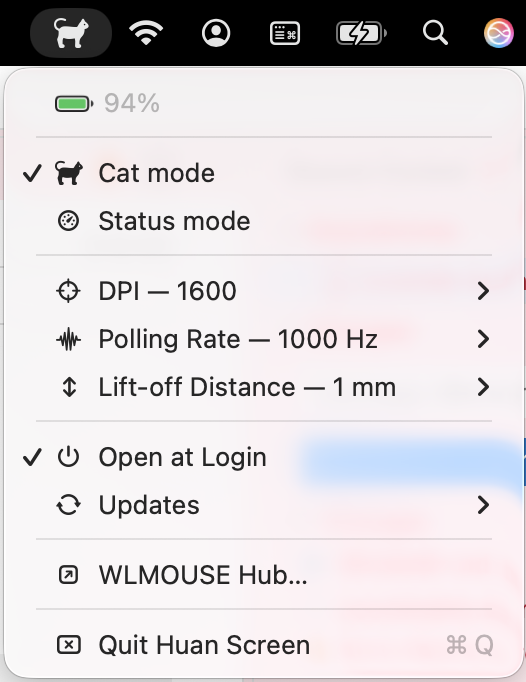 94%
Cat mode
Status mode
DPI — 1600
Polling Rate — 1000 Hz
Lift-off Distance — 1 mm
Open at Login
Updates
WLMOUSE Hub...
Quit Huan Screen ⌘ Q